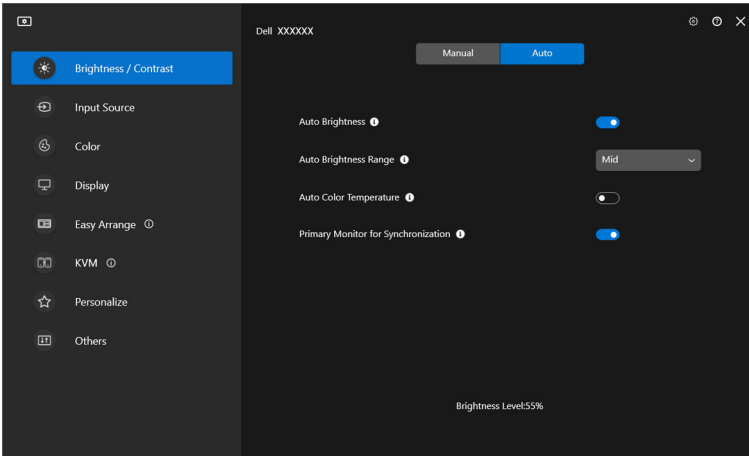 Dell XXXXXX
Manual
Auto
Brightness / Contrast
Input Source
Color
Display
Easy Arrange
KVM
Personalize
Others
Auto Brightness
Auto Brightness Range
Mid
Auto Color Temperature
Primary Monitor for Synchronization
Brightness Level:55%